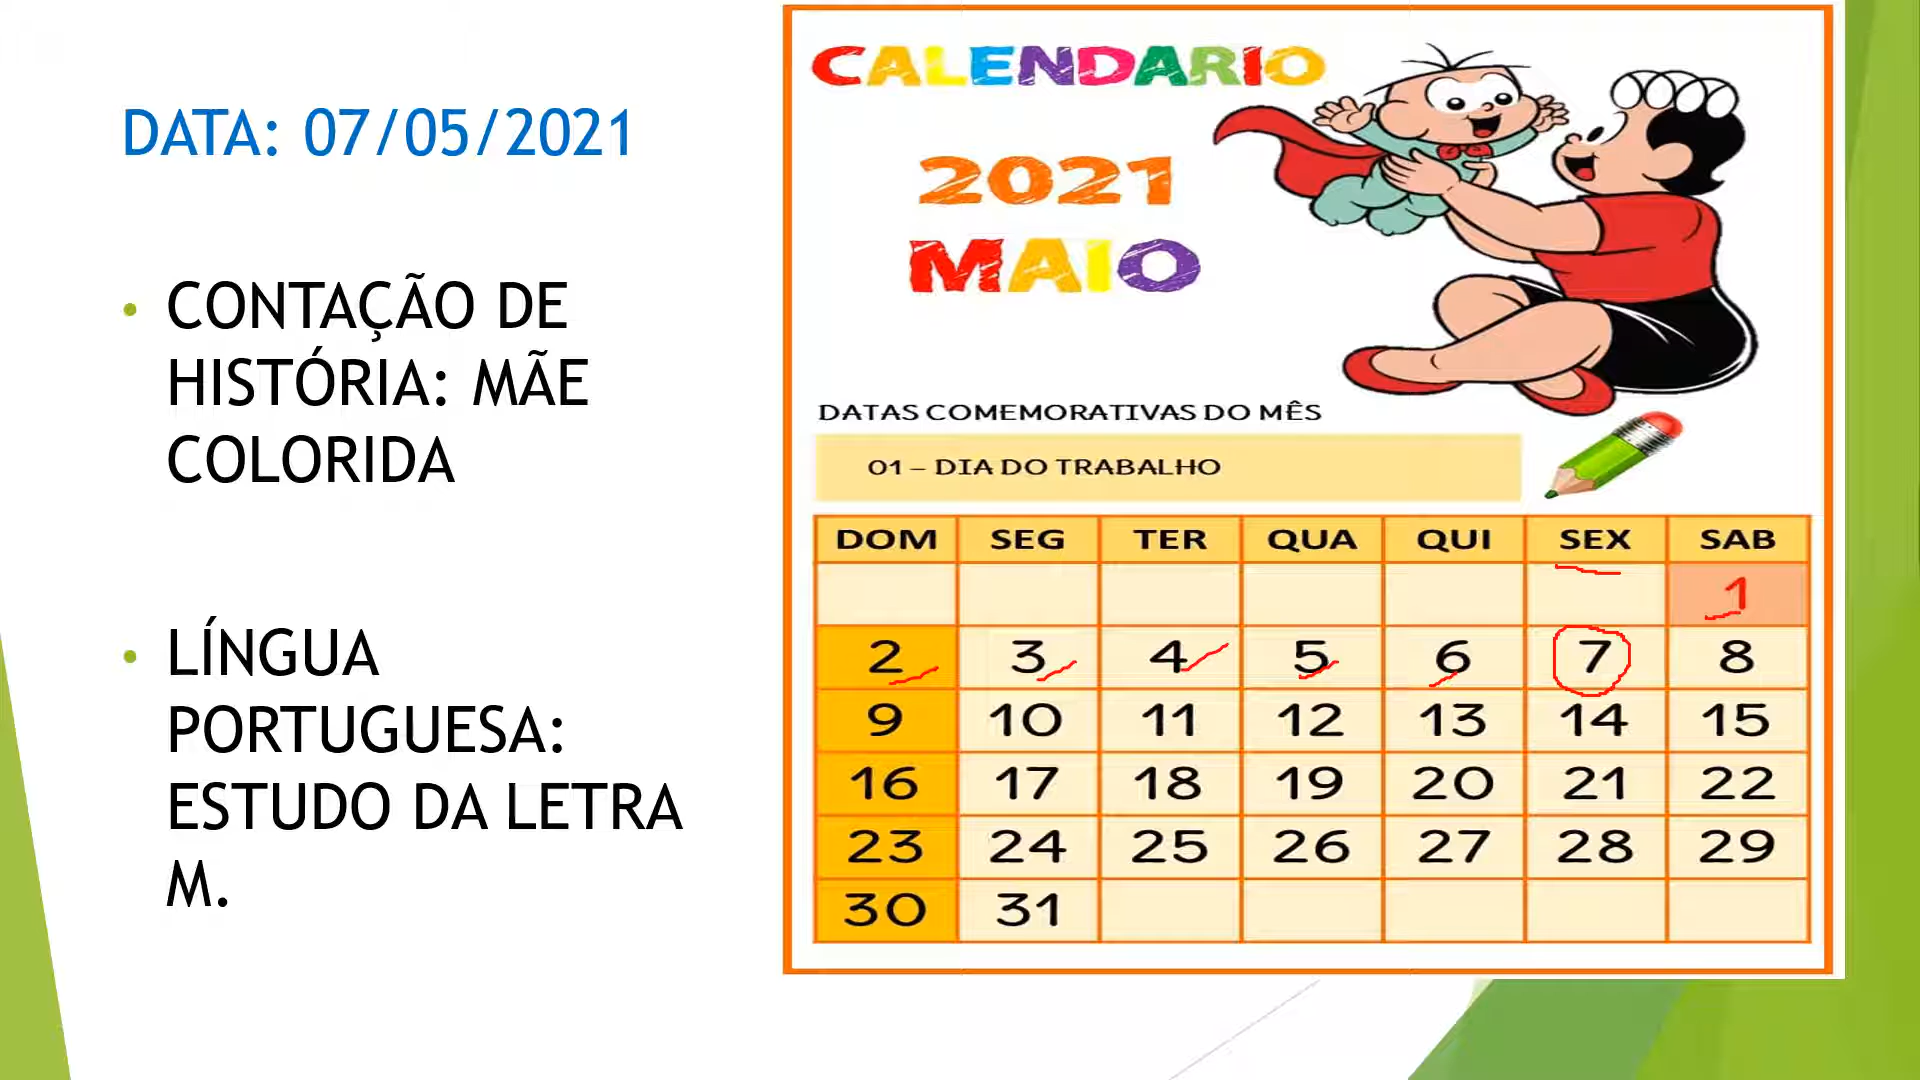 DATA: 07/05/2021
• CONTAÇÃO DE
HISTÓRIA: MÃE
COLORIDA
• LÍNGUA
PORTUGUESA:
ESTUDO DA LETRA
M.
CALENDARIO
2021
MAIO
DATAS COMEMORATIVAS DO MÊS
01 – DIA DO TRABALHO
DOM SEG TER QUA QUI SEX SAB
1
2 3 4 5 6 7 8
9 10 11 12 13 14 15
16 17 18 19 20 21 22
23 24 25 26 27 28 29
30 31